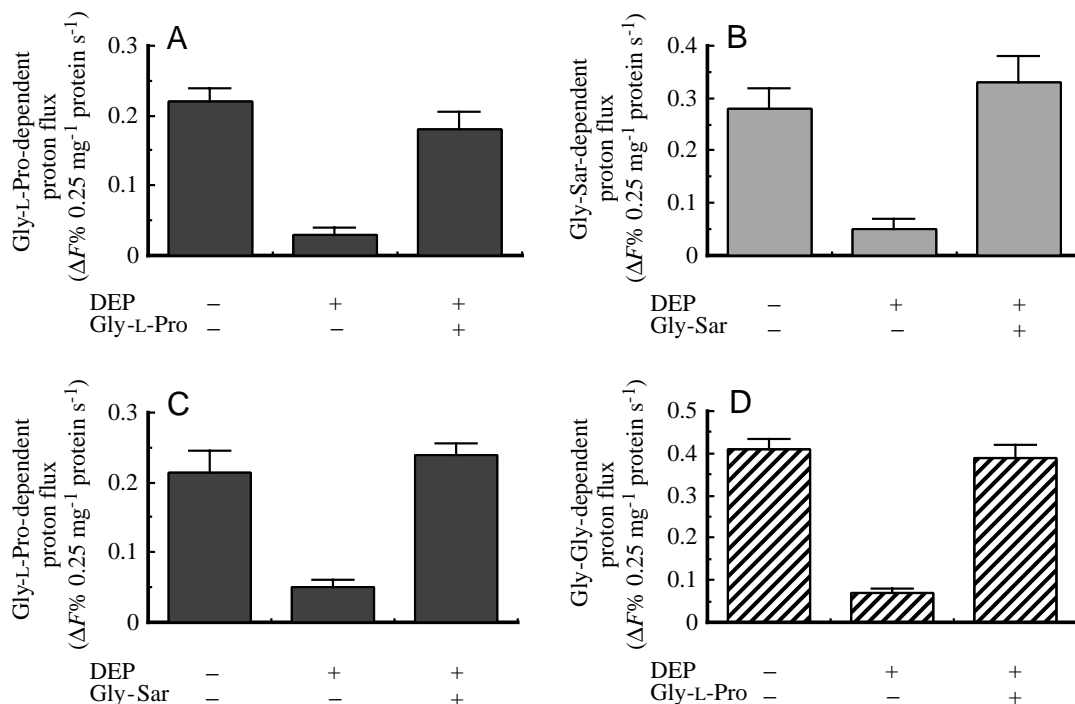 A
Gly-L-Pro-dependent
proton flux
(ΔF% 0.25 mg⁻¹ protein s⁻¹)
0.3
0.2
0.1
0
DEP – + +
Gly-L-Pro – – +
B
Gly-Sar-dependent
proton flux
(ΔF% 0.25 mg⁻¹ protein s⁻¹)
0.4
0.3
0.2
0.1
0
DEP – + +
Gly-Sar – – +
C
Gly-L-Pro-dependent
proton flux
(ΔF% 0.25 mg⁻¹ protein s⁻¹)
0.3
0.2
0.1
0
DEP – + +
Gly-Sar – – +
D
Gly-Gly-dependent
proton flux
(ΔF% 0.25 mg⁻¹ protein s⁻¹)
0.5
0.4
0.3
0.2
0.1
0
DEP – + +
Gly-L-Pro – – +